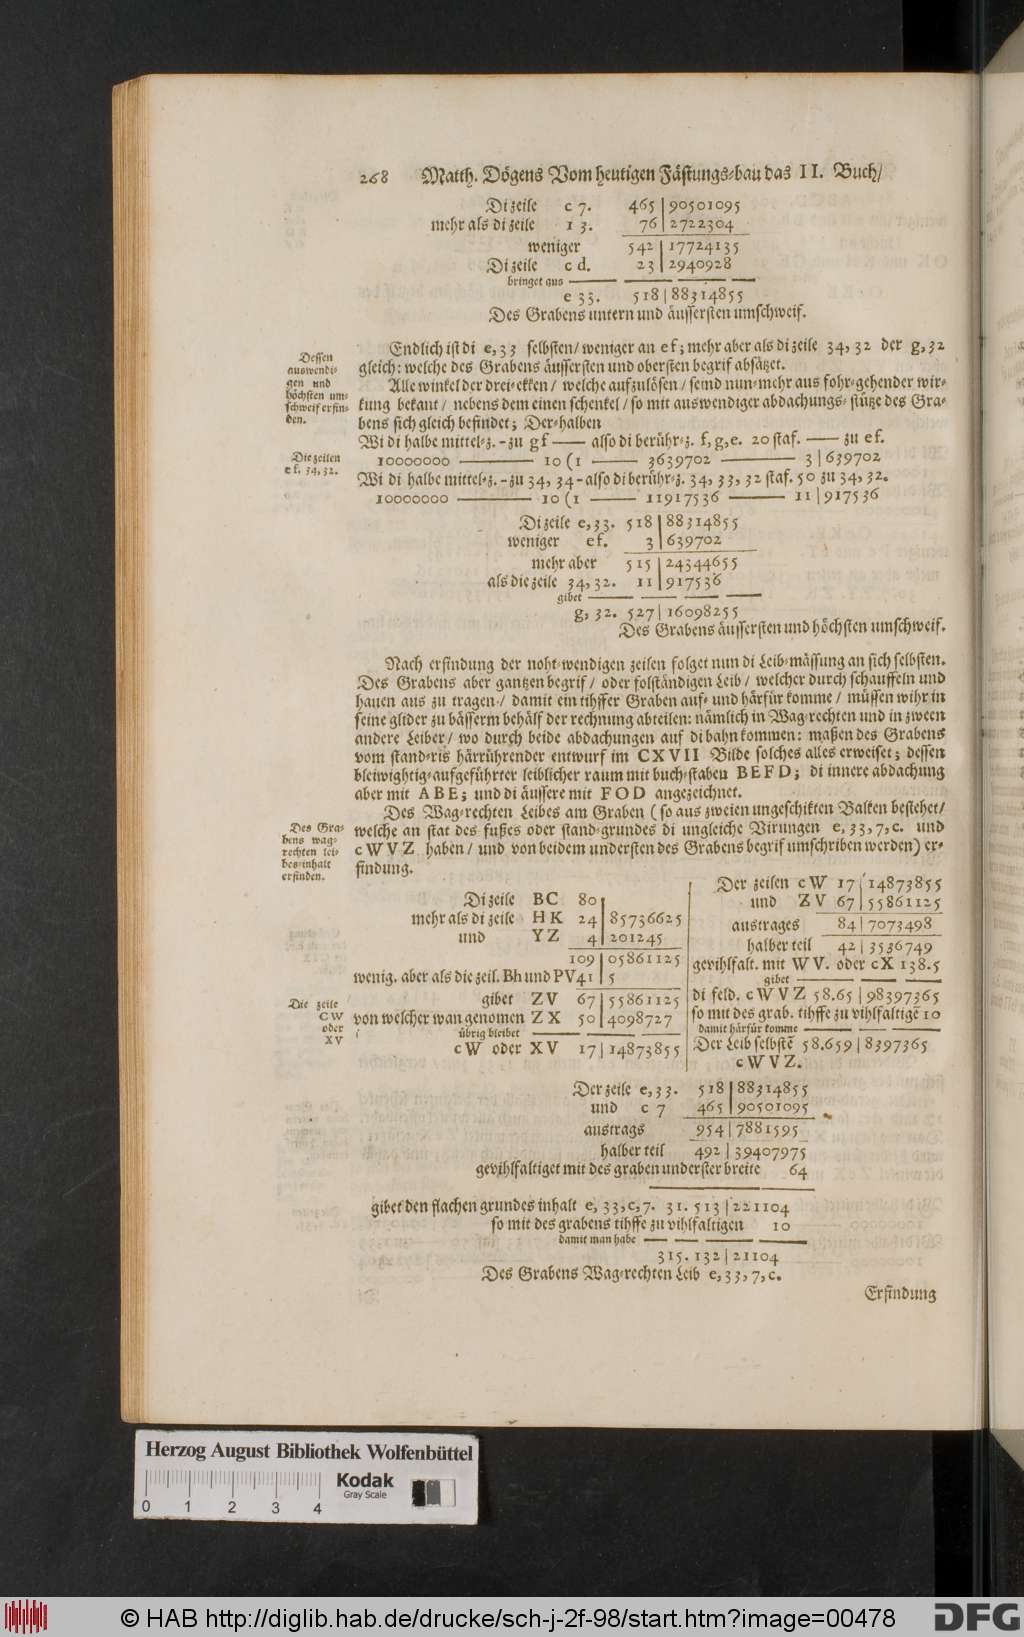 268 Matth. Dögens Vom heutigen Fästungs-bau das II. Buch/
Di zeile c 7. 465 | 90501095
mehr als di zeile 1 3. 76 | 2722304
weniger 542 | 17724135
Di zeile c d. 23 | 2940928
bringet aus
e 33. 518 | 88314855
Des Grabens untern und äussersten umschweif.
Dessen
auswendi-
gen und
höchsten um-
schweif erfin-
den.
Endlich ist di e, 33 selbsten/ weniger an ef; mehr aber als di zeile 34, 32 der g, 32
gleich: welche des Grabens äussersten und obersten begrif absätzet.
Alle winkel der drei-ekken/ welche aufzulösen/ seind nun-mehr aus fohr-gehender wir-
kung bekant/ nebens dem einen schenkel/ so mit auswendiger abdachungs-stütze des Gra-
bens sich gleich befindet; Der-halben
Die zeilen
ef. 34, 32.
Wi di halbe mittel-z. - zu gf —— also di berühr-z. f, g, e. 20 staf. —— zu ef.
10000000 —— 10 (1 —— 3639702 —— 3 | 639702
Wi di halbe mittel-z. - zu 34, 34 - also di berühr-z. 34, 33, 32 staf. 50 zu 34, 32.
10000000 —— 10 (1 —— 11917536 —— 11 | 917536
Di zeile e, 33. 518 | 88314855
weniger ef. 3 | 639702
mehr aber 515 | 24344655
als die zeile 34, 32. 11 | 917536
gibet
g, 32. 527 | 16098255
Des Grabens äussersten und höchsten umschweif.
Nach erfindung der noht-wendigen zeilen folget nun di Leib-mässung an sich selbsten.
Des Grabens aber gantzen begrif/ oder folständigen Leib/ welcher durch schauffeln und
hauen aus zu tragen/ damit ein tihffer Graben auf- und härfür komme/ müssen wihr in
seine glider zu bässerm behälf der rechnung abteilen: nämlich in Wag-rechten und in zween
andere Leiber/ wo durch beide abdachungen auf di bahn kommen: maßen des Grabens
vom stand-ris härrührender entwurf im CXVII Bilde solches alles erweiset; dessen
bleiwightig-aufgeführter leiblicher raum mit buch-staben BEFD; di innere abdachung
aber mit ABE; und di äussere mit FOD angezeichnet.
Des Gra-
bens wag-
rechten lei-
bes-inhalt
erfinden.
Des Wag-rechten Leibes am Graben (so aus zweien ungeschikten Balken bestehet/
welche an stat des fußes oder stand-grundes di ungleiche Virungen e, 33, 7, c. und
c W V Z haben/ und von beidem understen des Grabens begrif umschriben werden) er-
findung.
Di zeile BC 80
mehr als di zeile HK 24 | 85736625
und YZ 4 | 201245
109 | 05861125
wenig. aber als die zeil. Bh und PV 41 | 5
gibet ZV 67 | 55861125
Die zeile
CW
oder
XV
von welcher wan genomen ZX 50 | 4098727
übrig bleibet
cW oder XV 17 | 14873855
Der zeilen cW 17 | 14873855
und ZV 67 | 55861125
austrages 84 | 7073498
halber teil 42 | 3536749
gevihlfalt. mit WV. oder cX 138.5
gibet
di feld. cWVZ 58.65 | 98397365
so mit des grab. tihffe zu vihlfaltigē 10
damit härfür komme
Der Leib selbstē 58.659 | 8397365
cWVZ.
Der zeile e, 33. 518 | 88314855
und c 7 465 | 90501095
austrags 954 | 7881595
halber teil 492 | 39407975
gevihlfaltiget mit des graben understen breite 64
gibet den flachen grundes inhalt e, 33, c, 7. 31. 513 | 221104
so mit des grabens tihffe zu vihlfaltigen 10
damit man habe
315. 132 | 21104
Des Grabens Wag-rechten Leib e, 33, 7, c.
Erfindung
Herzog August Bibliothek Wolfenbüttel
Kodak
Gray Scale
0 1 2 3 4
© HAB http://diglib.hab.de/drucke/sch-j-2f-98/start.htm?image=00478
DFG